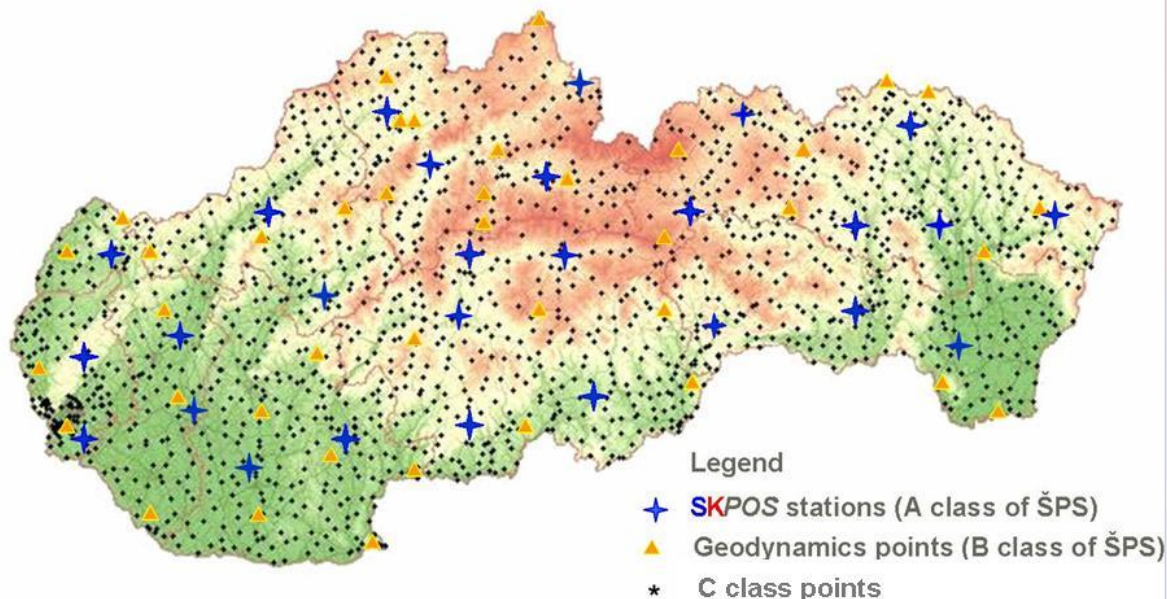 Legend
SKPOS stations (A class of ŠPS)
Geodynamics points (B class of ŠPS)
C class points